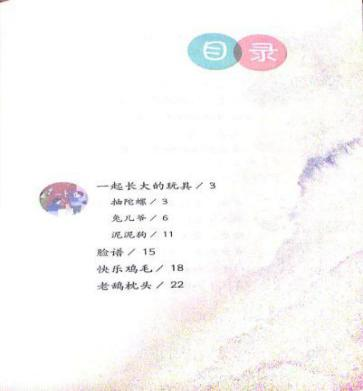 目录
一起长大的玩具 / 3
抽陀螺 / 3
兔儿爷 / 6
泥泥狗 / 11
脸谱 / 15
快乐鸡毛 / 18
老鸹枕头 / 22